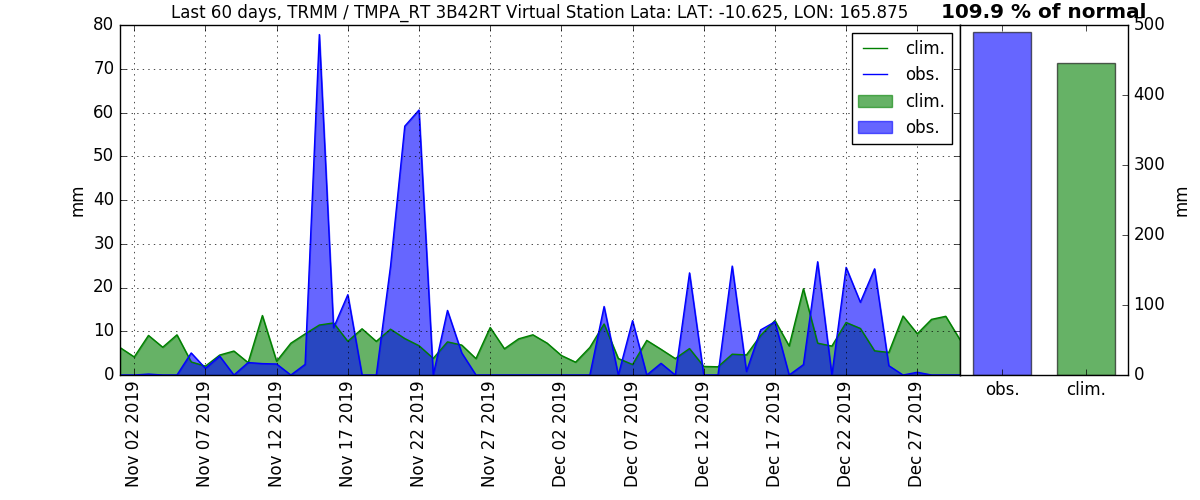 Last 60 days, TRMM / TMPA_RT 3B42RT Virtual Station Lata: LAT: -10.625, LON: 165.875
109.9 % of normal
80
70
60
50
40
30
20
10
0
mm
clim.
obs.
clim.
obs.
Nov 02 2019
Nov 07 2019
Nov 12 2019
Nov 17 2019
Nov 22 2019
Nov 27 2019
Dec 02 2019
Dec 07 2019
Dec 12 2019
Dec 17 2019
Dec 22 2019
Dec 27 2019
500
400
300
200
100
0
mm
obs.
clim.